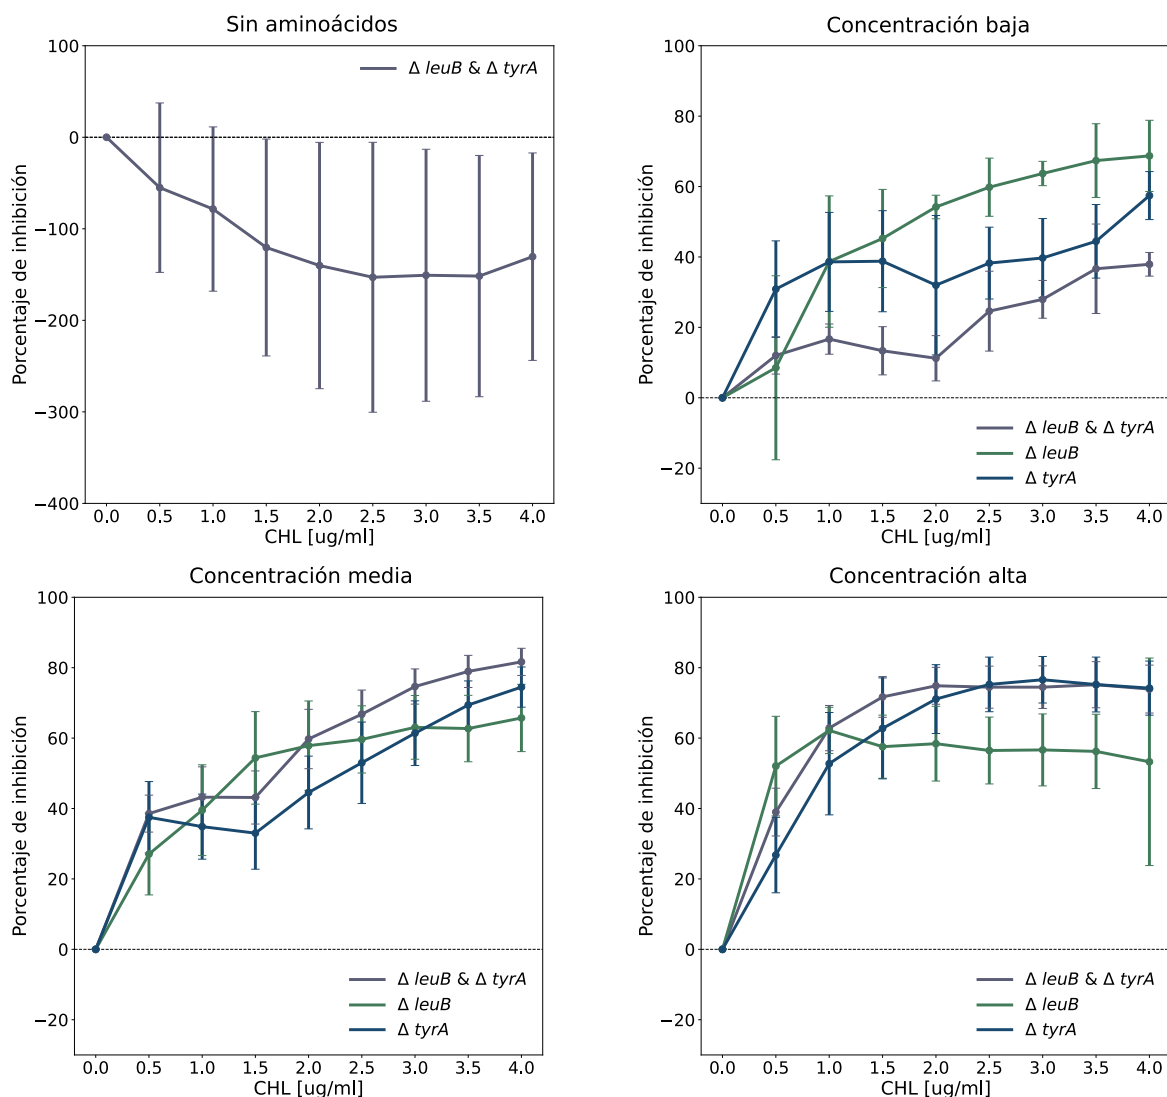 Sin aminoácidos
Porcentaje de inhibición
100
0
−100
−200
−300
−400
Δ leuB & Δ tyrA
0.0 0.5 1.0 1.5 2.0 2.5 3.0 3.5 4.0
CHL [ug/ml]
Concentración baja
Porcentaje de inhibición
100
80
60
40
20
0
−20
Δ leuB & Δ tyrA
Δ leuB
Δ tyrA
0.0 0.5 1.0 1.5 2.0 2.5 3.0 3.5 4.0
CHL [ug/ml]
Concentración media
Porcentaje de inhibición
100
80
60
40
20
0
−20
Δ leuB & Δ tyrA
Δ leuB
Δ tyrA
0.0 0.5 1.0 1.5 2.0 2.5 3.0 3.5 4.0
CHL [ug/ml]
Concentración alta
Porcentaje de inhibición
100
80
60
40
20
0
−20
Δ leuB & Δ tyrA
Δ leuB
Δ tyrA
0.0 0.5 1.0 1.5 2.0 2.5 3.0 3.5 4.0
CHL [ug/ml]